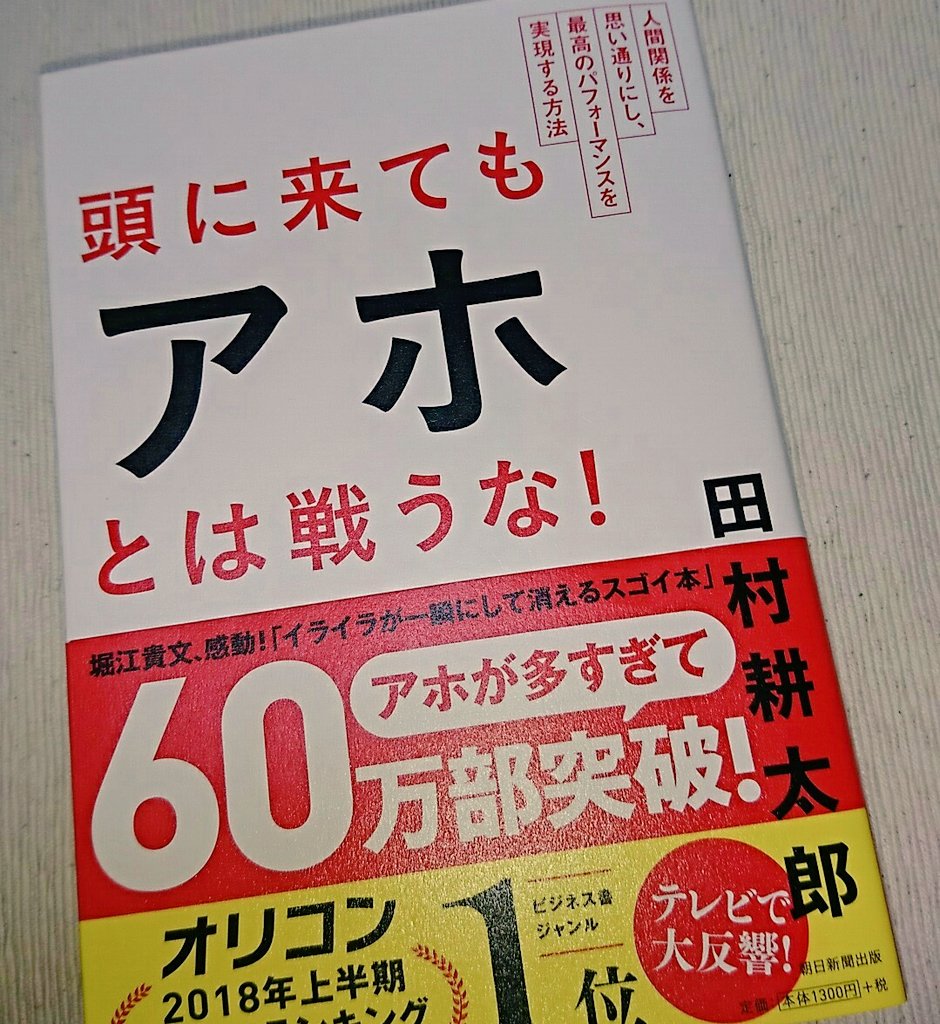 人間関係を
思い通りにし、
最高のパフォーマンスを
実現する方法
頭に来ても
アホ
とは戦うな!
田村耕太郎
堀江貴文、感動!「イライラが一瞬にして消えるスゴイ本」
アホが多すぎて
60万部突破!
オリコン
2018年上半期
ンキング
ビジネス書
ジャンル
1位
テレビで
大反響!
朝日新聞出版
定価:本体1300円+税